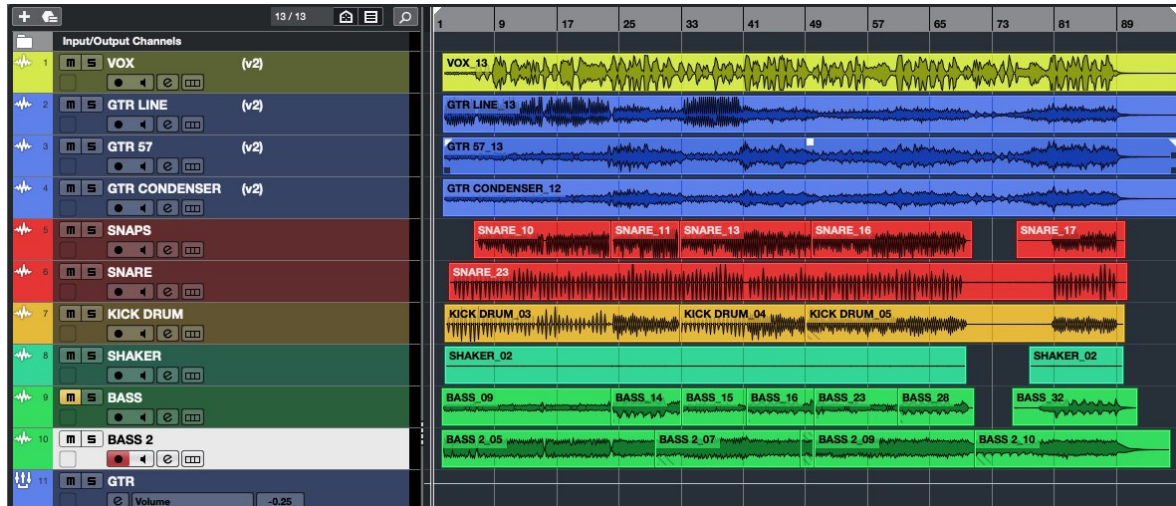 13 / 13
1 9 17 25 33 41 49 57 65 73 81 89
Input/Output Channels
1 m S VOX (v2)
e
VOX_13
2 m S GTR LINE (v2)
e
GTR LINE_13
3 m S GTR 57 (v2)
e
GTR 57_13
4 m S GTR CONDENSER (v2)
e
GTR CONDENSER_12
5 m S SNAPS
e
SNARE_10 SNARE_11 SNARE_13 SNARE_16 SNARE_17
6 m S SNARE
e
SNARE_23
7 m S KICK DRUM
e
KICK DRUM_03 KICK DRUM_04 KICK DRUM_05
8 m S SHAKER
e
SHAKER_02 SHAKER_02
9 m S BASS
e
BASS_09 BASS_14 BASS_15 BASS_16 BASS_23 BASS_28 BASS_32
10 m S BASS 2
e
BASS 2_05 BASS 2_07 BASS 2_09 BASS 2_10
11 m S GTR
e Volume -0.25